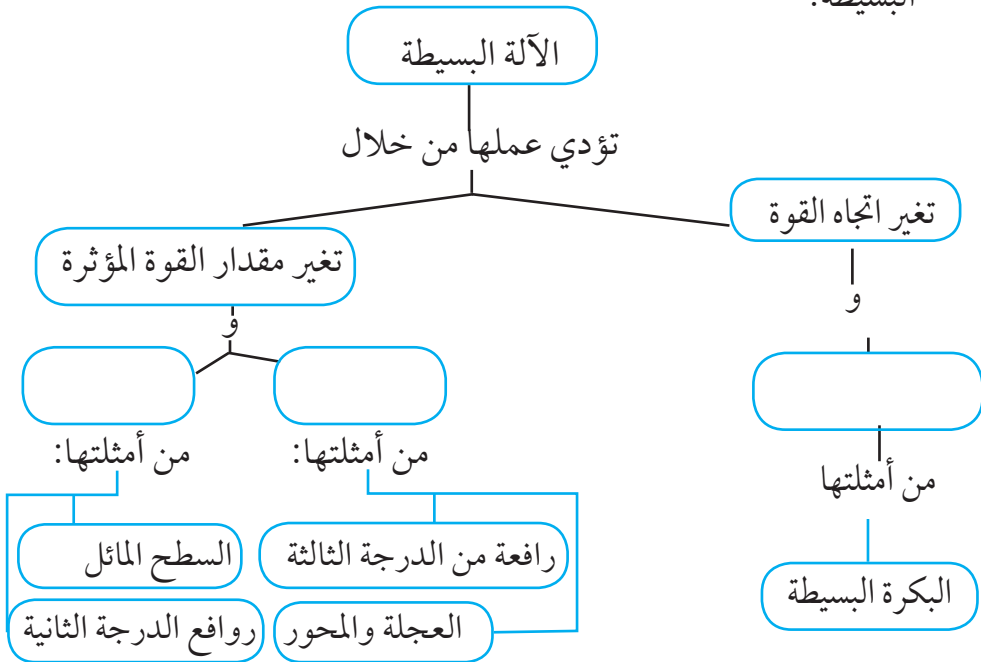 البسيطة:
الآلة البسيطة
تؤدي عملها من خلال
تغير اتجاه القوة
تغير مقدار القوة المؤثرة
و
و
من أمثلتها
من أمثلتها:
من أمثلتها:
البكرة البسيطة
رافعة من الدرجة الثالثة
السطح المائل
العجلة والمحور
روافع الدرجة الثانية